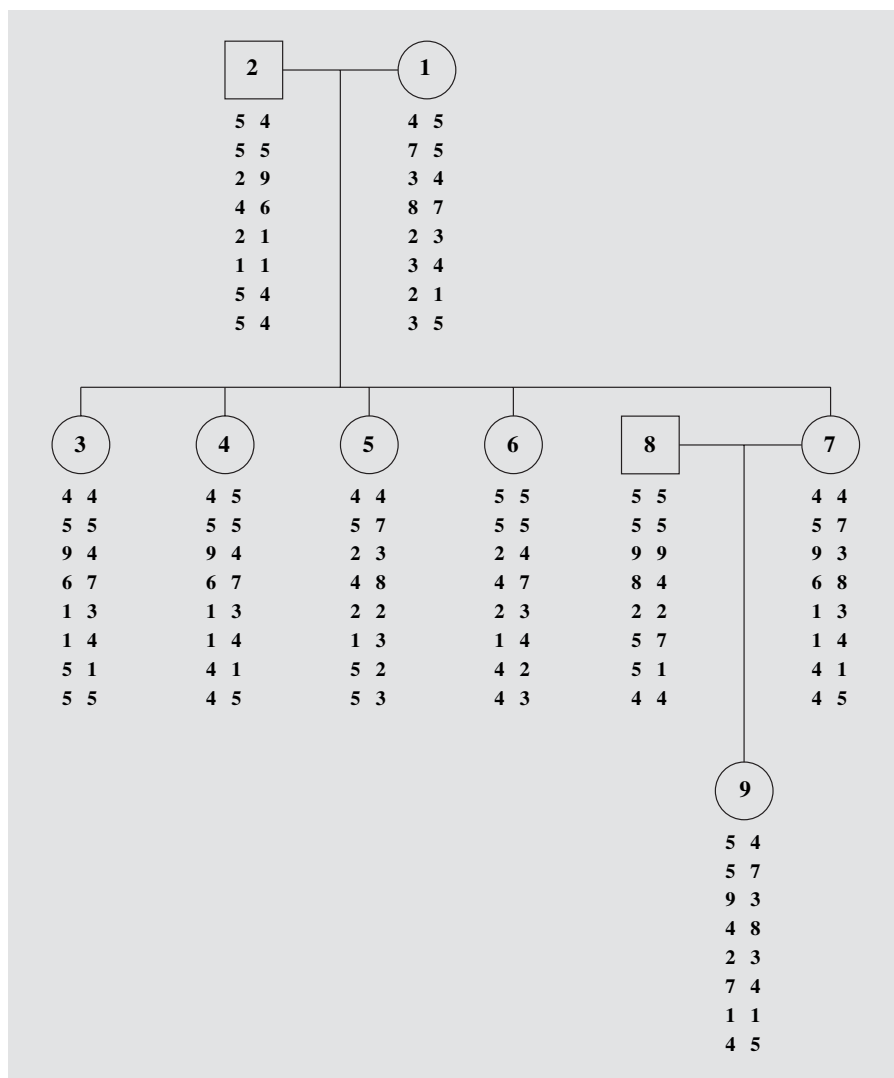 2 1
5 4 4 5
5 5 7 5
2 9 3 4
4 6 8 7
2 1 2 3
1 1 3 4
5 4 2 1
5 4 3 5
3 4 5 6 8 7
4 4 4 5 4 4 5 5 5 5 4 4
5 5 5 5 5 7 5 5 5 5 5 7
9 4 9 4 2 3 2 4 9 9 9 3
6 7 6 7 4 8 4 7 8 4 6 8
1 3 1 3 2 2 2 3 2 2 1 3
1 4 1 4 1 3 1 4 5 7 1 4
5 1 4 1 5 2 4 2 5 1 4 1
5 5 4 5 5 3 4 3 4 4 4 5
9
5 4
5 7
9 3
4 8
2 3
7 4
1 1
4 5